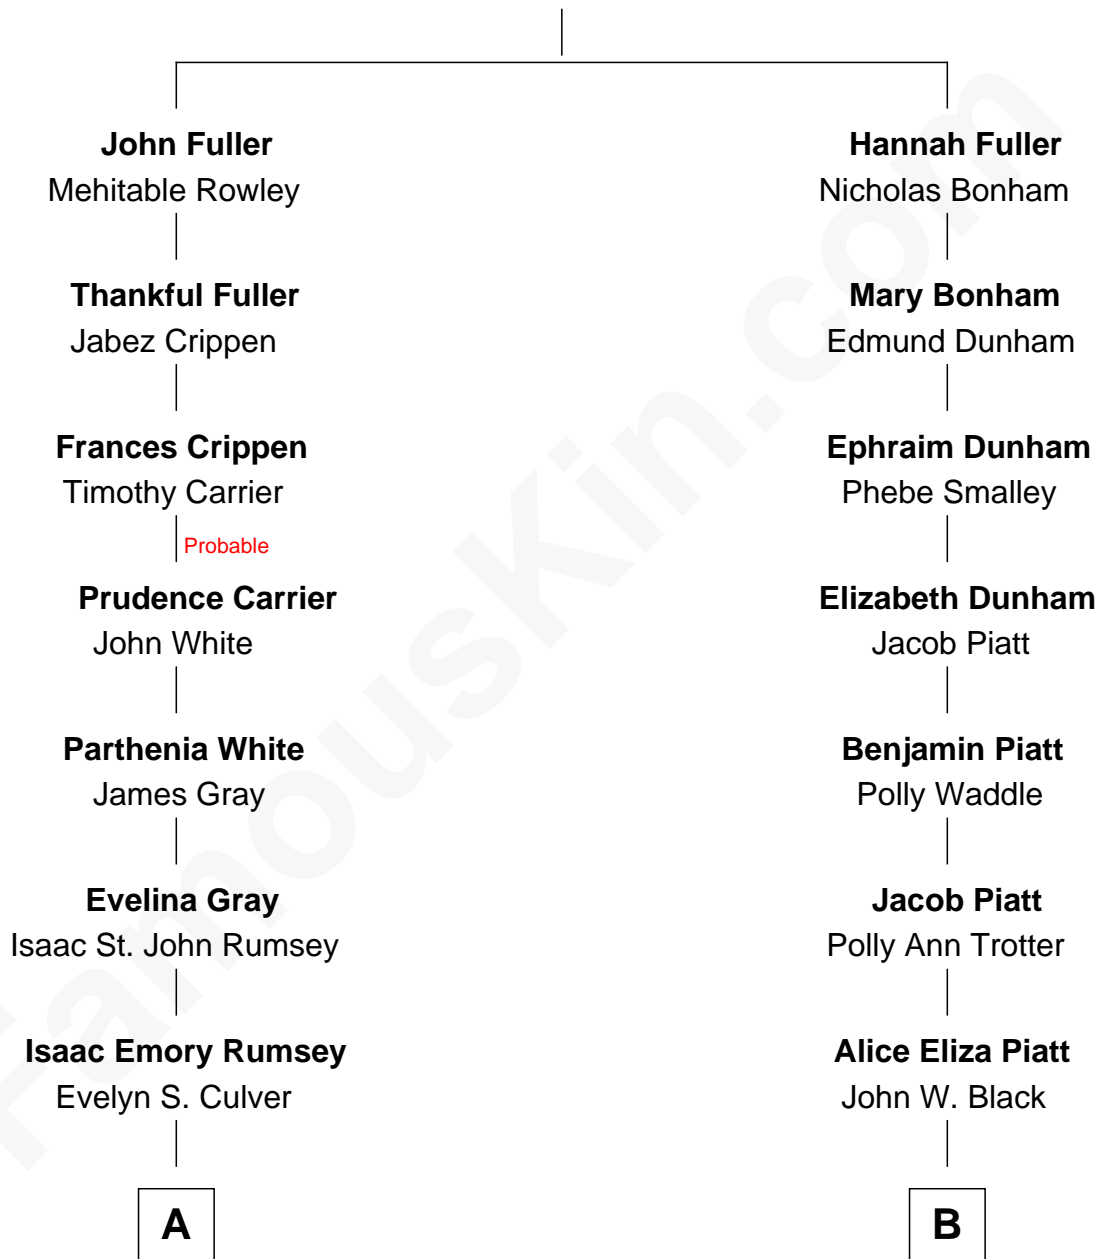 John Fuller
Mehitable Rowley
Hannah Fuller
Nicholas Bonham
Thankful Fuller
Jabez Crippen
Mary Bonham
Edmund Dunham
Frances Crippen
Timothy Carrier
Ephraim Dunham
Phebe Smalley
Probable
Prudence Carrier
John White
Elizabeth Dunham
Jacob Piatt
Parthenia White
James Gray
Benjamin Piatt
Polly Waddle
Evelina Gray
Isaac St. John Rumsey
Jacob Piatt
Polly Ann Trotter
Isaac Emory Rumsey
Evelyn S. Culver
Alice Eliza Piatt
John W. Black
A
B
FamousKin.com